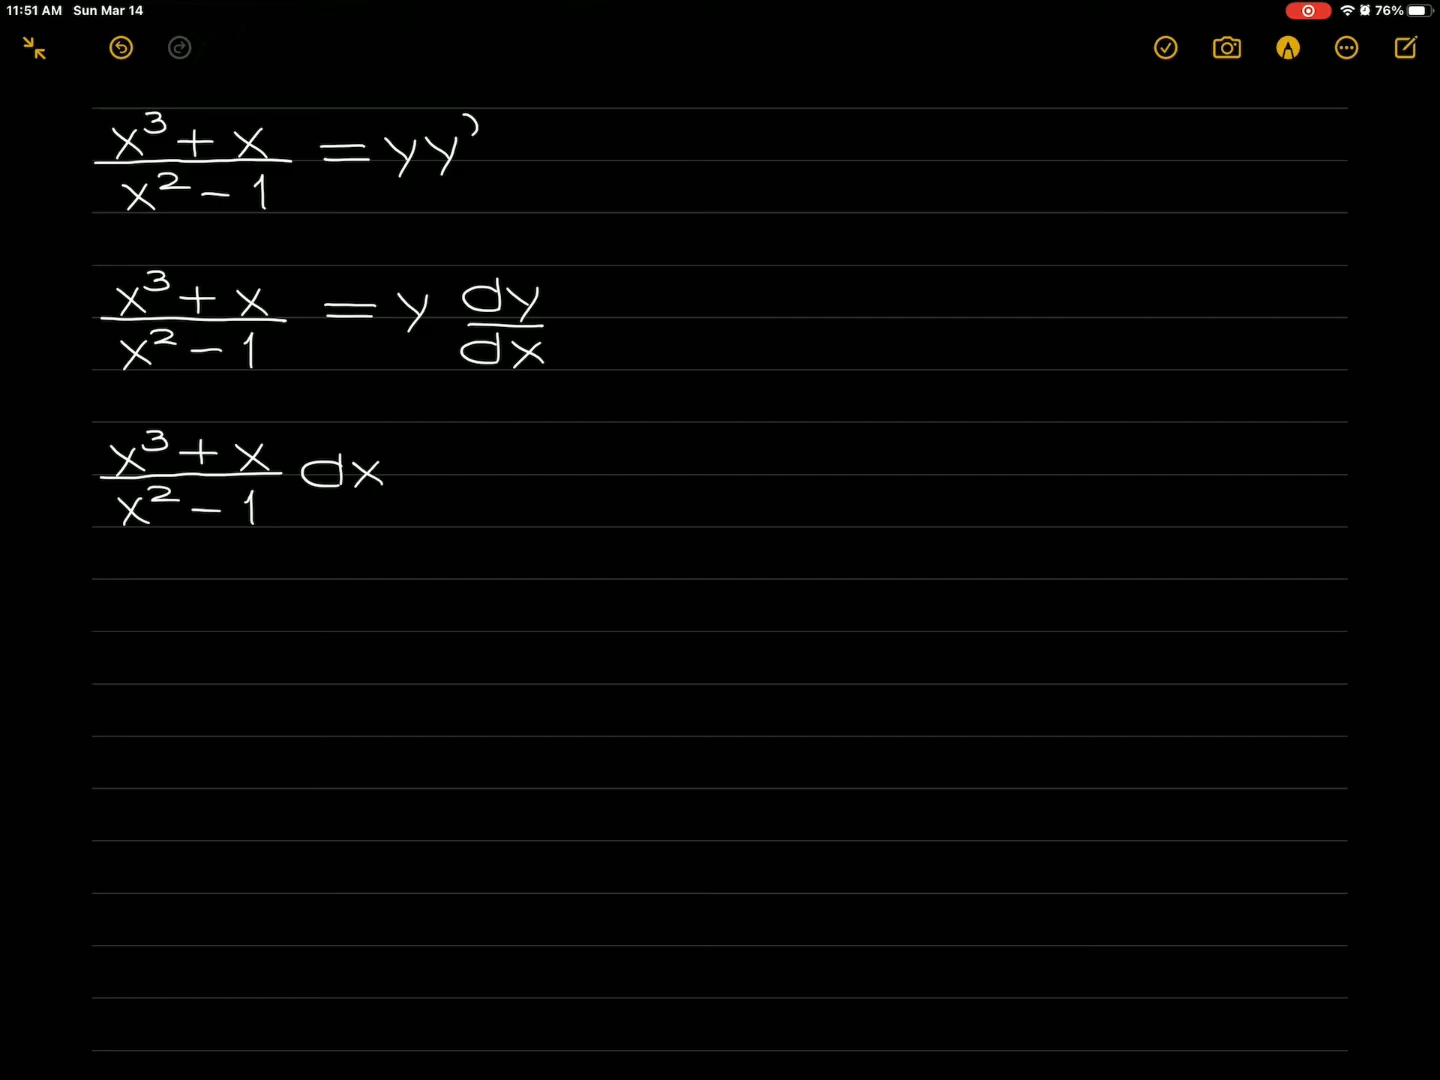 11:51 AM Sun Mar 14 76%
x³ + x / x² - 1 = yy'
x³ + x / x² - 1 = y dy/dx
x³ + x / x² - 1 dx